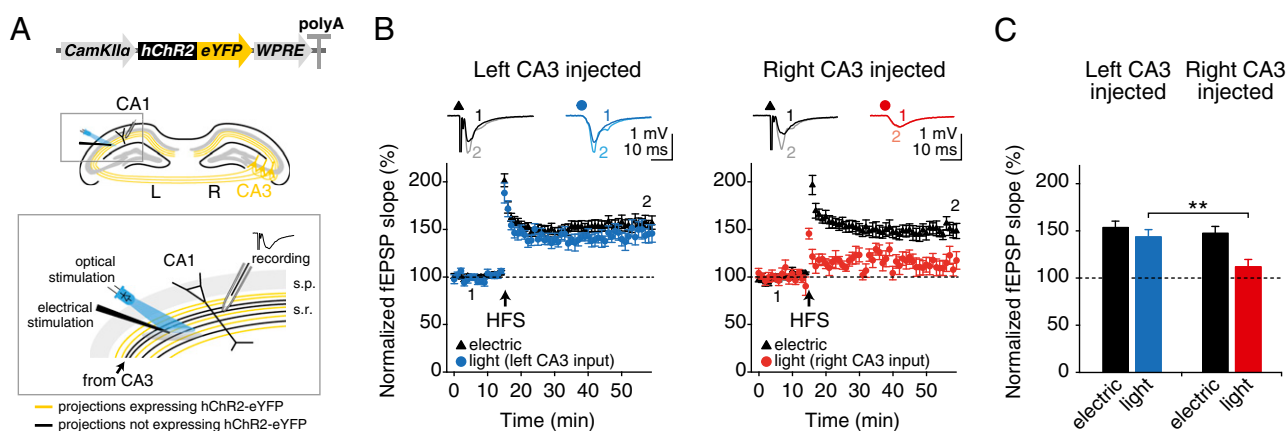 A
CamKIIα hChR2 eYFP WPRE
polyA
CA1
L R CA3
optical
stimulation
electrical
stimulation
CA1
recording
s.p.
s.r.
from CA3
projections expressing hChR2-eYFP
projections not expressing hChR2-eYFP
B
Left CA3 injected
1
2
1
2
1 mV
10 ms
Normalized fEPSP slope (%)
200
150
100
50
0
1
2
HFS
electric
light (left CA3 input)
0 10 20 30 40 50
Time (min)
Right CA3 injected
1
2
1
2
1 mV
10 ms
Normalized fEPSP slope (%)
200
150
100
50
0
1
2
HFS
electric
light (right CA3 input)
0 10 20 30 40 50
Time (min)
C
Left CA3
injected
Right CA3
injected
Normalized fEPSP slope (%)
200
150
100
50
0
**
electric
light
electric
light